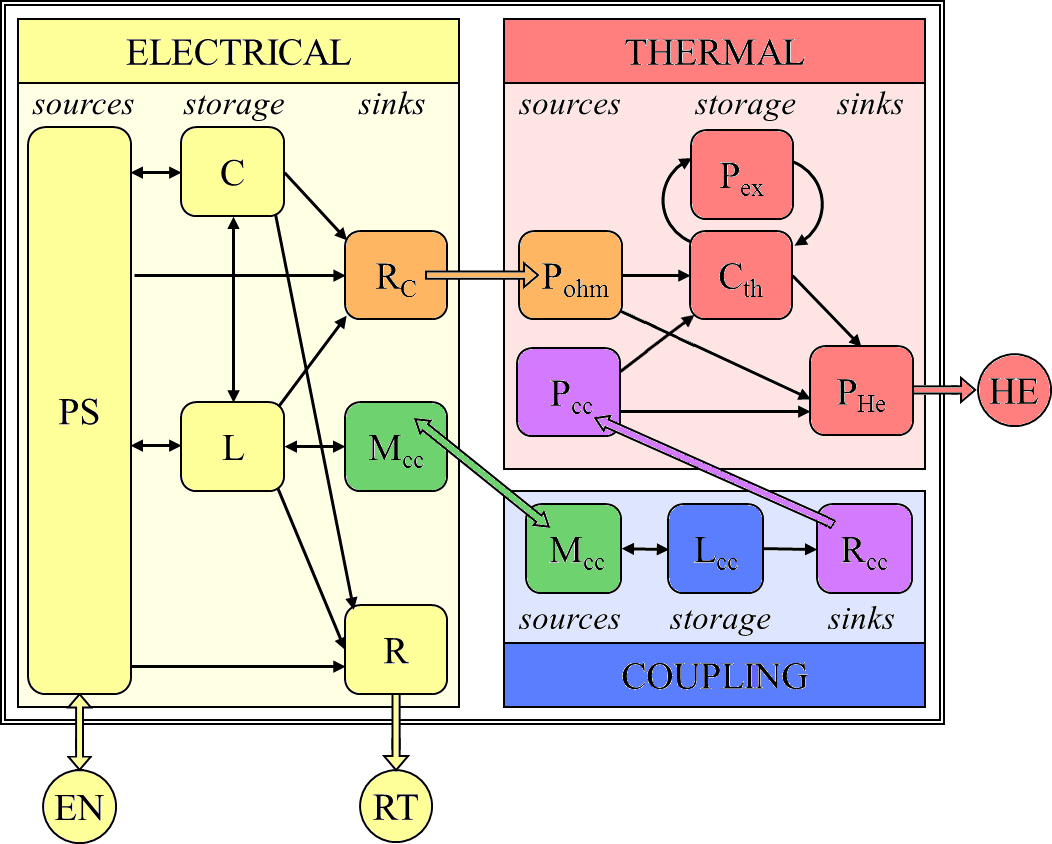 ELECTRICAL
sources storage sinks
PS
C
R_C
L
M_cc
R
EN
RT
THERMAL
sources storage sinks
P_ex
P_ohm
C_th
P_cc
P_He
HE
M_cc
L_cc
R_cc
sources storage sinks
COUPLING